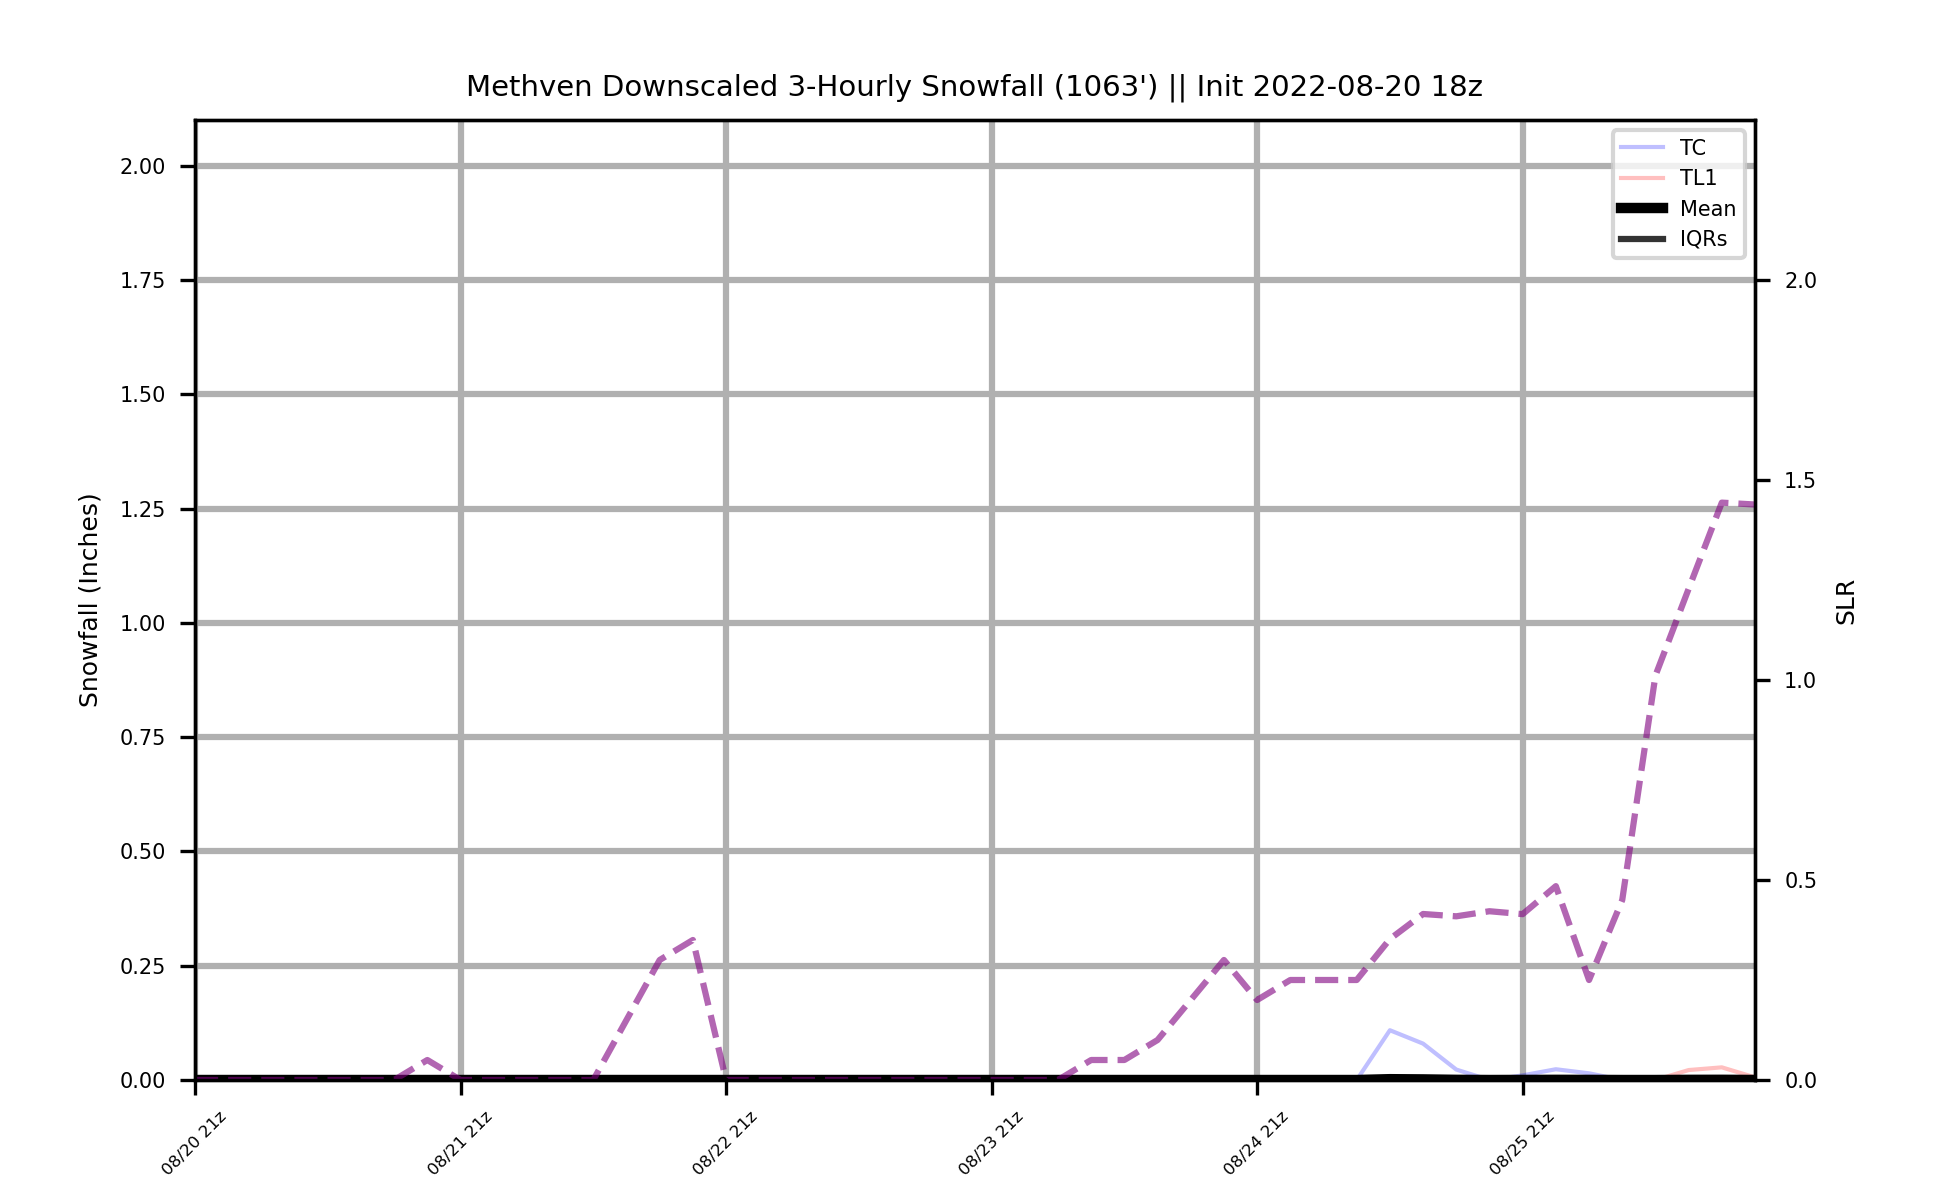 Methven Downscaled 3-Hourly Snowfall (1063') || Init 2022-08-20 18z
TC
TL1
Mean
IQRs
Snowfall (Inches)
2.00
1.75
1.50
1.25
1.00
0.75
0.50
0.25
0.00
SLR
2.0
1.5
1.0
0.5
0.0
08/20 21z
08/21 21z
08/22 21z
08/23 21z
08/24 21z
08/25 21z